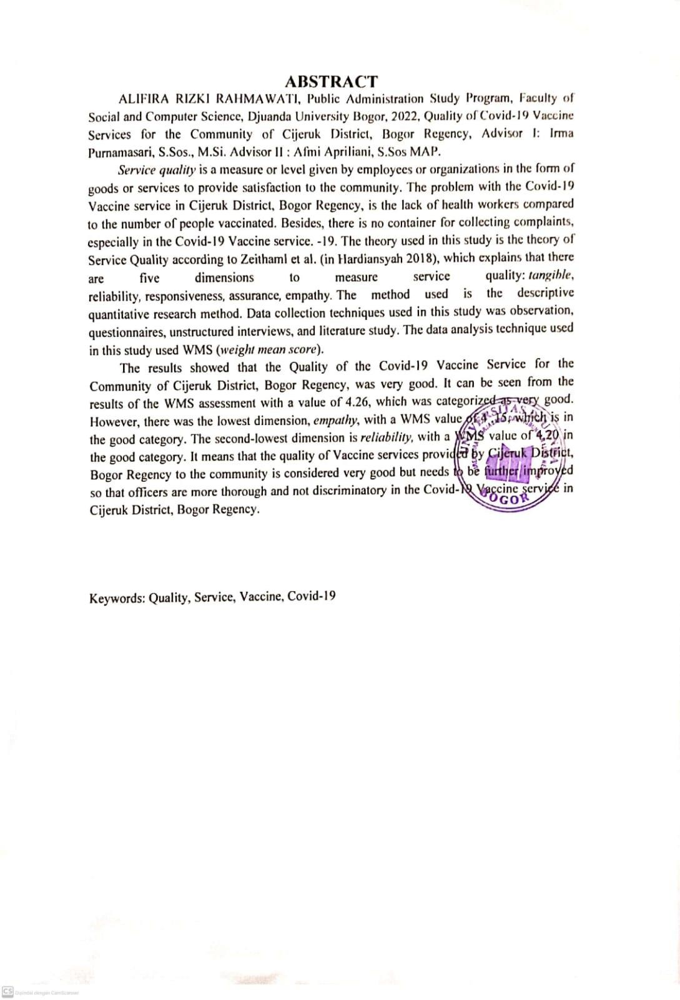 ABSTRACT
ALIFIRA RIZKI RAHMAWATI, Public Administration Study Program, Faculty of
Social and Computer Science, Djuanda University Bogor, 2022, Quality of Covid-19 Vaccine
Services for the Community of Cijeruk District, Bogor Regency, Advisor I: Irma
Purnamasari, S.Sos., M.Si. Advisor II : Afmi Apriliani, S.Sos MAP.
Service quality is a measure or level given by employees or organizations in the form of
goods or services to provide satisfaction to the community. The problem with the Covid-19
Vaccine service in Cijeruk District, Bogor Regency, is the lack of health workers compared
to the number of people vaccinated. Besides, there is no container for collecting complaints,
especially in the Covid-19 Vaccine service. -19. The theory used in this study is the theory of
Service Quality according to Zeithaml et al. (in Hardiansyah 2018), which explains that there
are five dimensions to measure service quality: tangible,
reliability, responsiveness, assurance, empathy. The method used is the descriptive
quantitative research method. Data collection techniques used in this study was observation,
questionnaires, unstructured interviews, and literature study. The data analysis technique used
in this study used WMS (weight mean score).
The results showed that the Quality of the Covid-19 Vaccine Service for the
Community of Cijeruk District, Bogor Regency, was very good. It can be seen from the
results of the WMS assessment with a value of 4.26, which was categorized as very good.
However, there was the lowest dimension, empathy, with a WMS value of 4.15, which is in
the good category. The second-lowest dimension is reliability, with a WMS value of 4.20 in
the good category. It means that the quality of Vaccine services provided by Cijeruk District,
Bogor Regency to the community is considered very good but needs to be further improved
so that officers are more thorough and not discriminatory in the Covid-19 Vaccine service in
Cijeruk District, Bogor Regency.
UNIVERSITAS DJUANDA
BOGOR
Keywords: Quality, Service, Vaccine, Covid-19
CS Dipindai dengan CamScanner